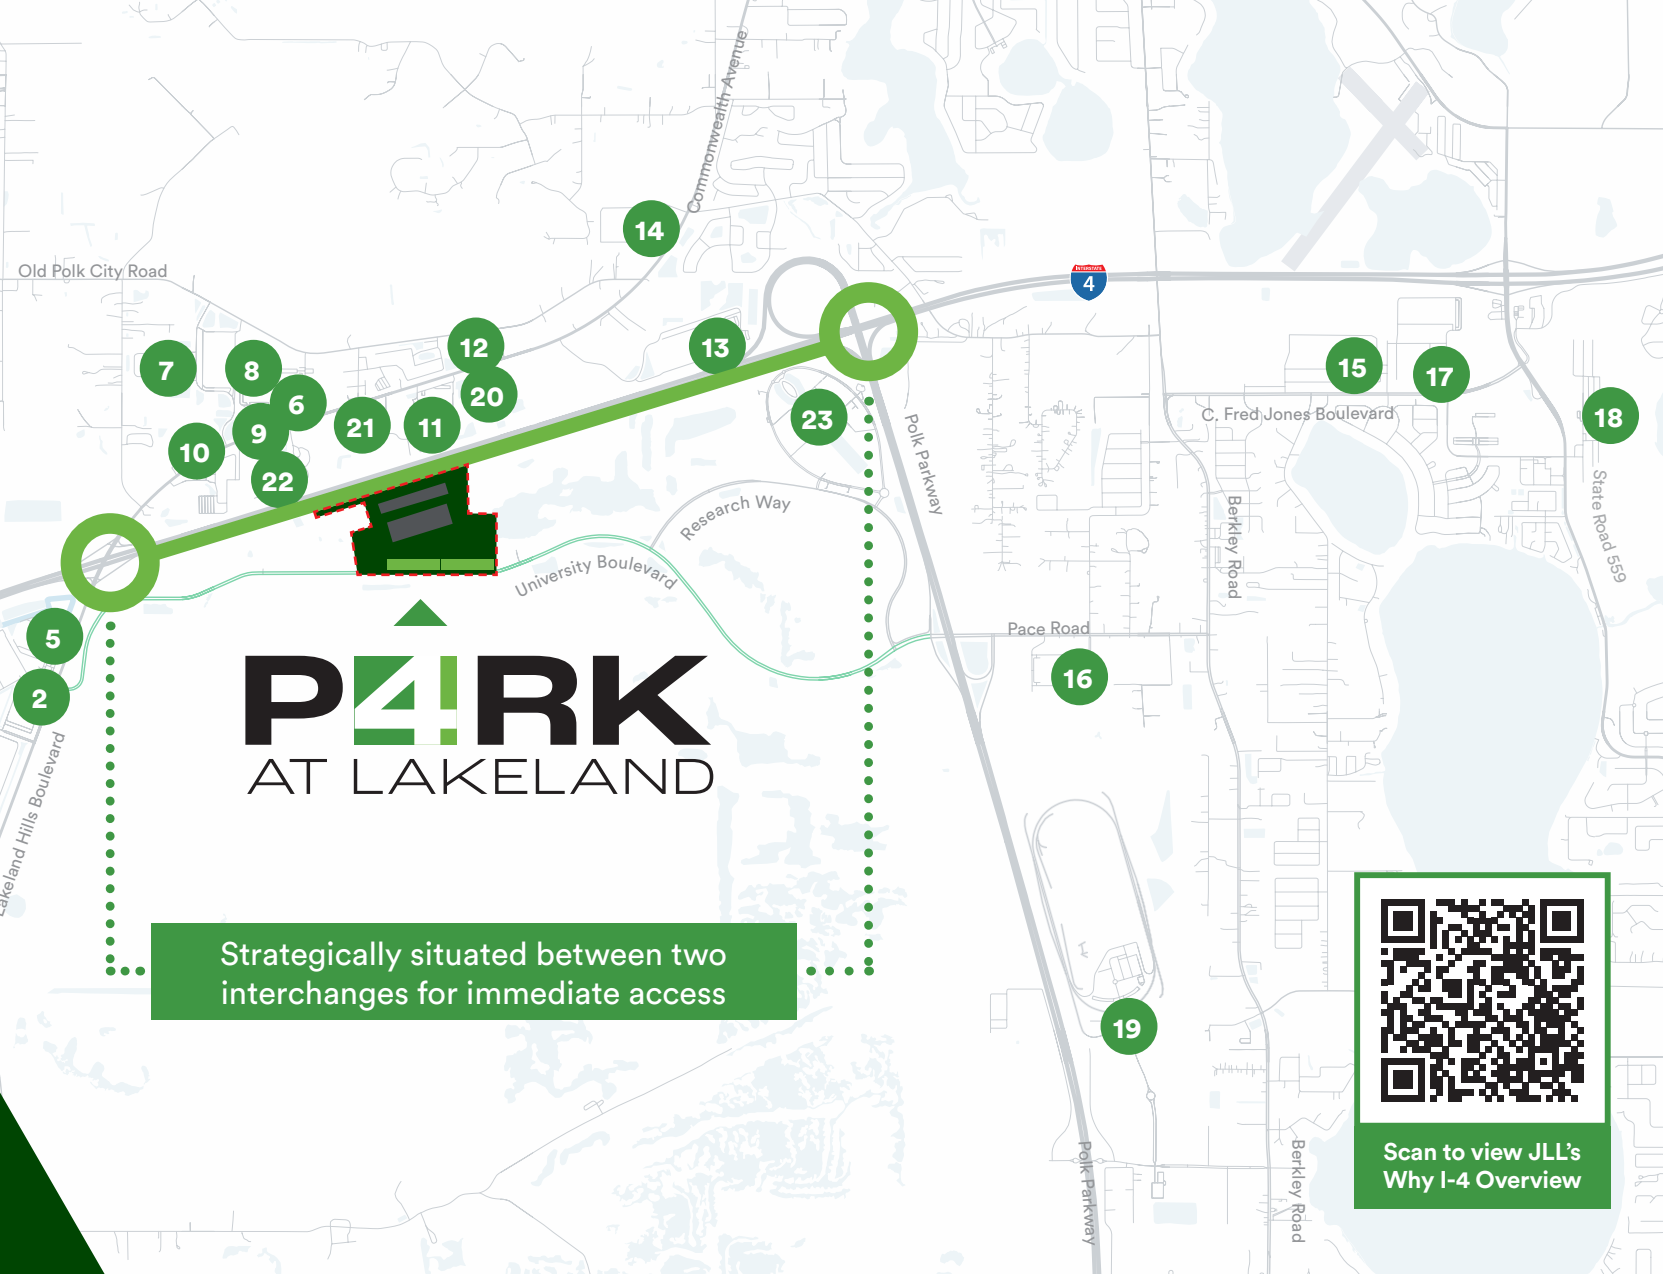 Commonwealth Avenue
14
Old Polk City Road
INTERSTATE
4
12
13
7
8
15
17
6
20
C. Fred Jones Boulevard
18
9
21
11
23
10
22
Polk Parkway
State Road 559
Research Way
Berkley Road
University Boulevard
5
Pace Road
2
16
P4RK
AT LAKELAND
Lakeland Hills Boulevard
Strategically situated between two
interchanges for immediate access
19
Polk Parkway
Berkley Road
Scan to view JLL's
Why I-4 Overview